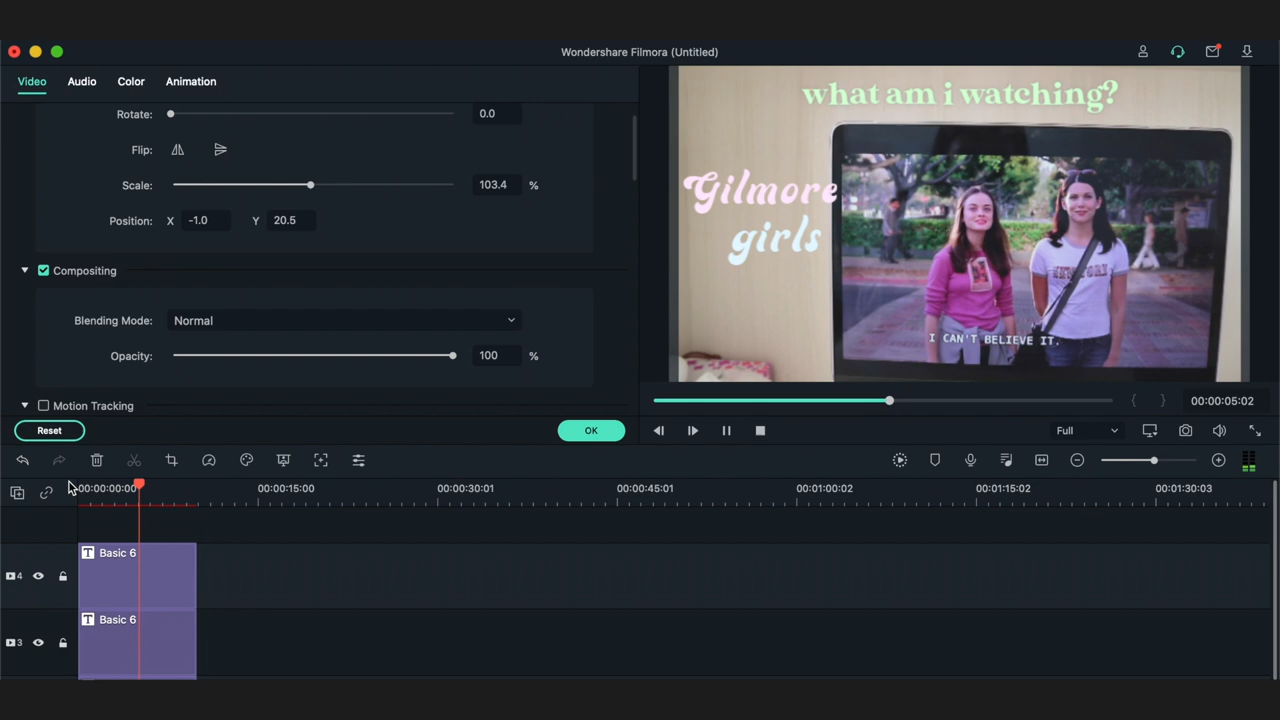 Wondershare Filmora (Untitled)
Video Audio Color Animation
Rotate: 0.0
Flip:
Scale: 103.4 %
Position: X -1.0 Y 20.5
Compositing
Blending Mode: Normal
Opacity: 100 %
Motion Tracking
Reset OK
what am i watching?
Gilmore
girls
I CAN'T BELIEVE IT.
00:00:05:02
Full
00:00:00:00 00:00:15:00 00:00:30:01 00:00:45:01 00:01:00:02 00:01:15:02 00:01:30:03
T Basic 6
4
T Basic 6
3